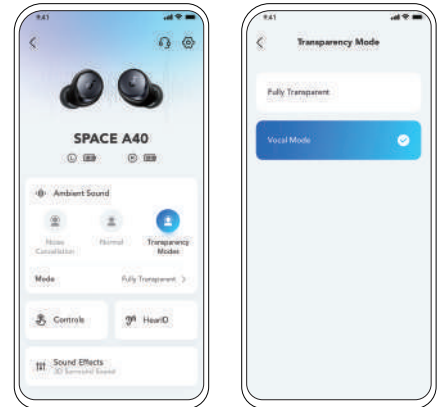 9:41
SPACE A40
L
R
Ambient Sound
Noise
Cancellation
Normal
Transparency
Modes
Mode
Fully Transparent
Controls
HearID
Sound Effects
3D Surround Sound
9:41
Transparency Mode
Fully Transparent
Vocal Mode